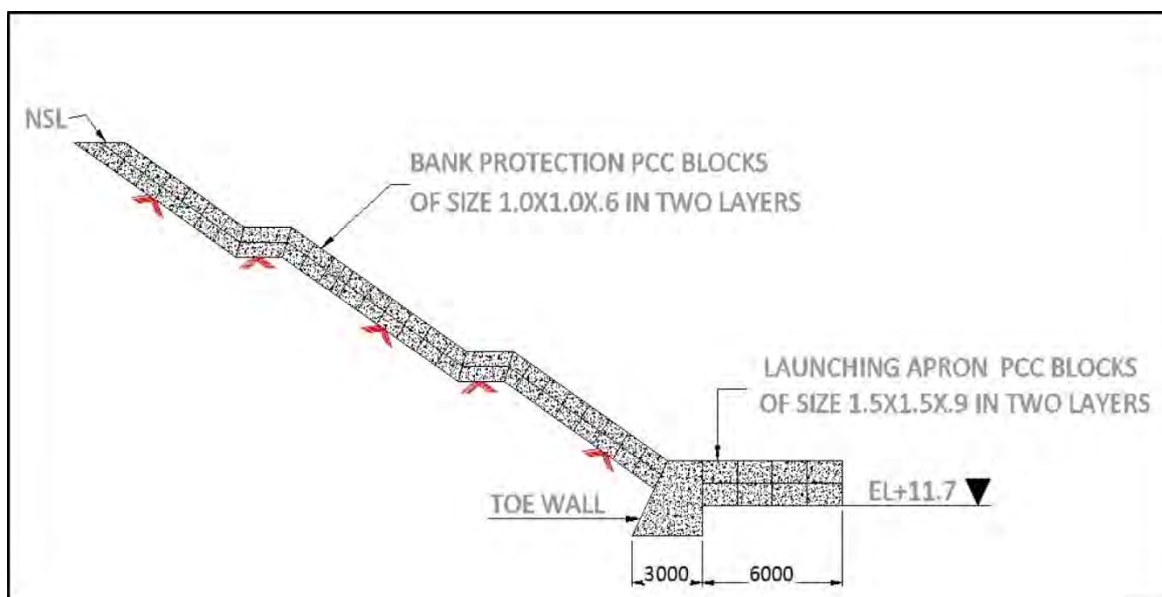 NSL
BANK PROTECTION PCC BLOCKS
OF SIZE 1.0X1.0X.6 IN TWO LAYERS
LAUNCHING APRON PCC BLOCKS
OF SIZE 1.5X1.5X.9 IN TWO LAYERS
EL+11.7
TOE WALL
3000
6000